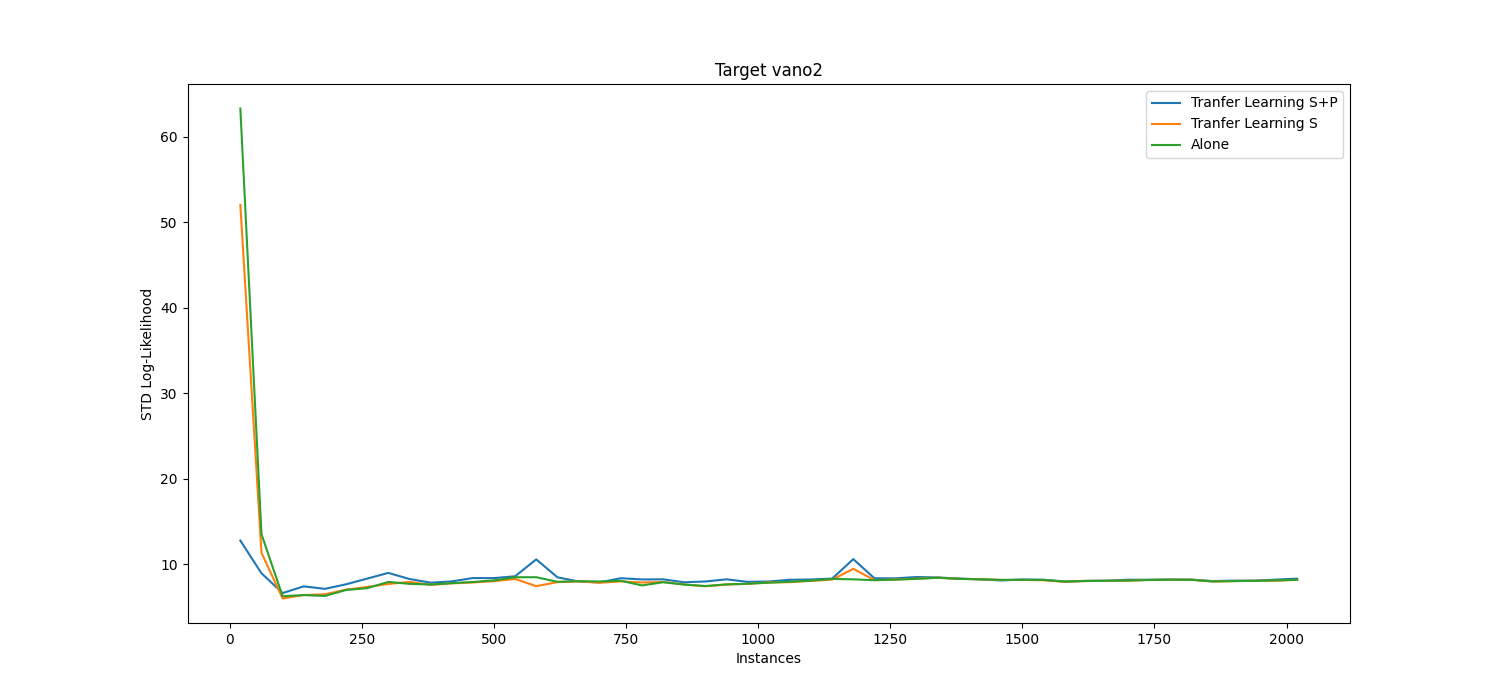 Target vano2
Tranfer Learning S+P
Tranfer Learning S
Alone
STD Log-Likelihood
60
50
40
30
20
10
0 250 500 750 1000 1250 1500 1750 2000
Instances